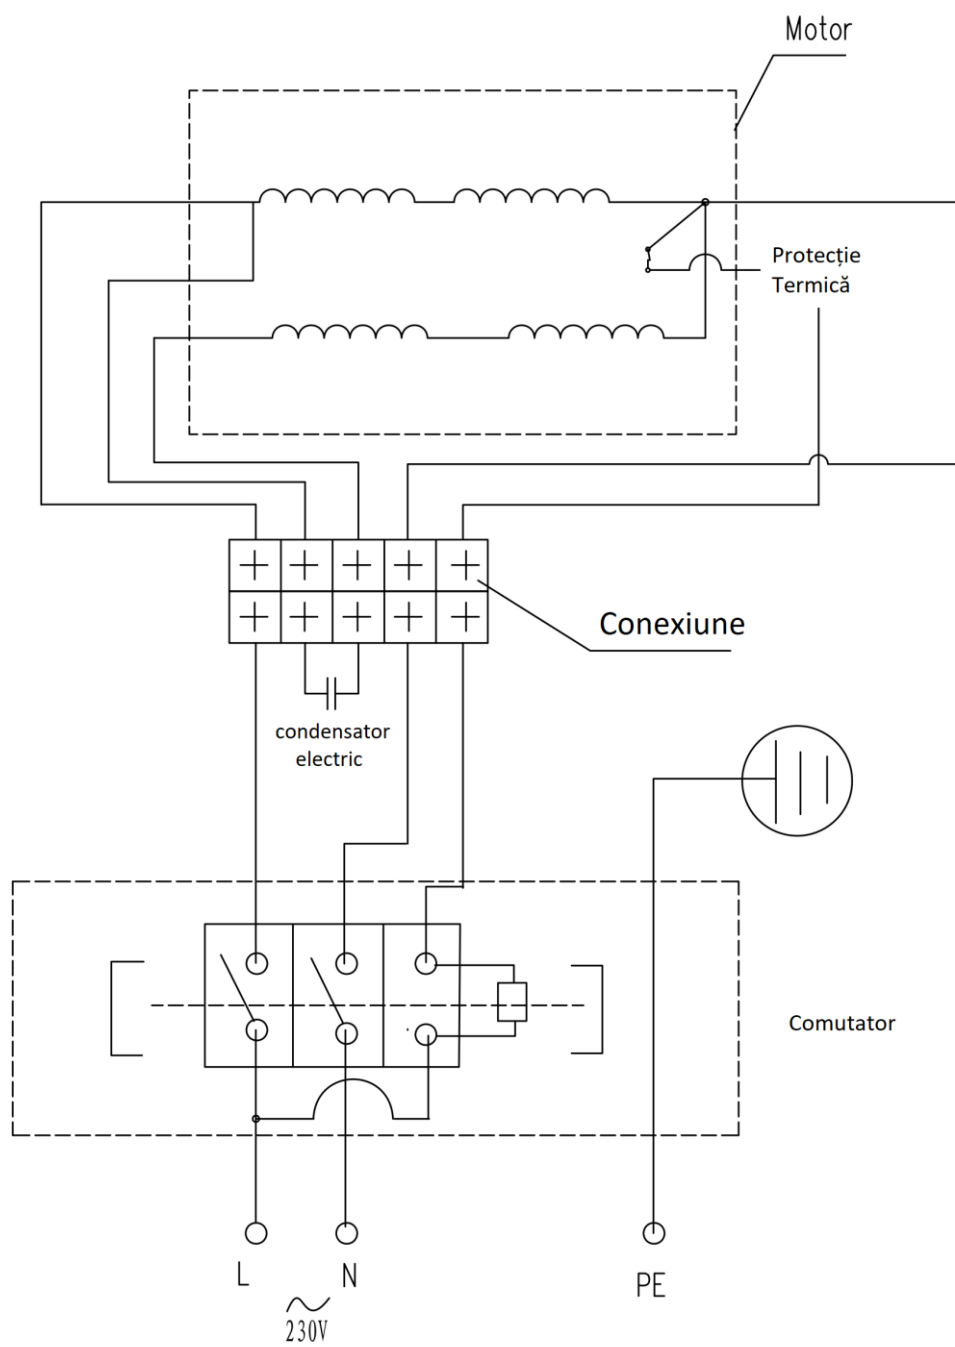 Motor
Protecție
Termică
Conexiune
condensator
electric
Comutator
L
N
PE
230V